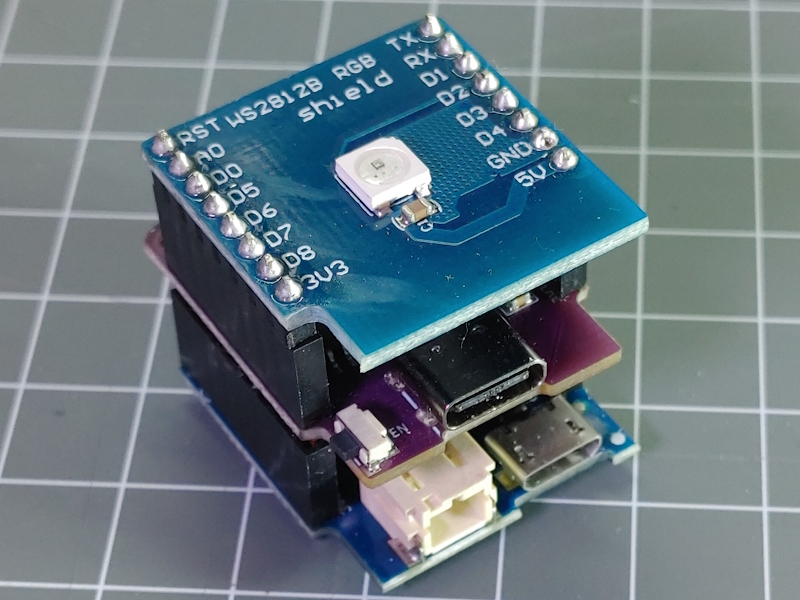 WS2812B RGB
shield
RST
A0
D0
D5
D6
D7
D8
3V3
TX
RX
D1
D2
D3
D4
GND
5V
EN